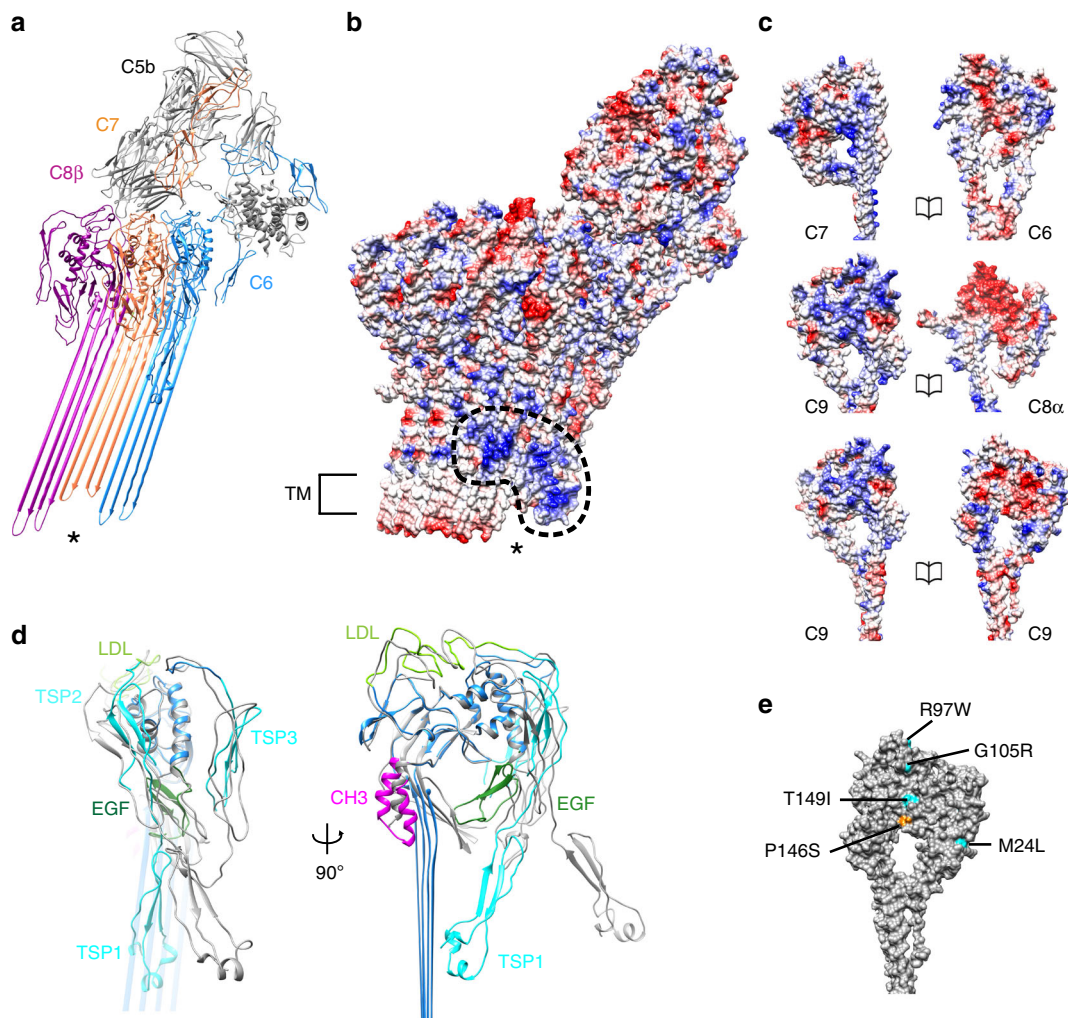 a
C5b
C7
C8β
C6
*
b
TM
*
c
C7
C6
C9
C8α
C9
C9
d
LDL
TSP2
TSP3
EGF
TSP1
90°
LDL
CH3
EGF
TSP1
e
R97W
G105R
T149I
P146S
M24L